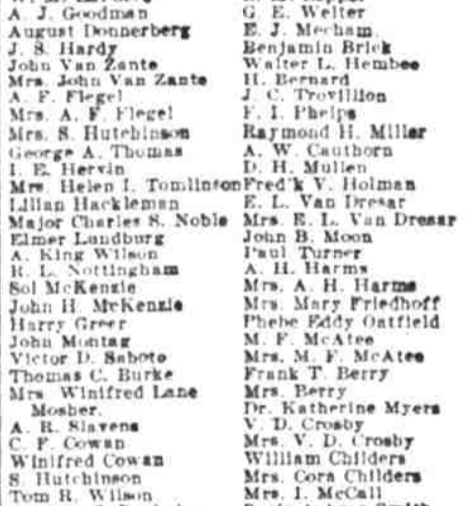 A. J. Goodman
August Donnerberg
J. S. Hardy
John Van Zante
Mrs. John Van Zante
A. F. Flegel
Mrs. A. F. Flegel
Mrs. S. Hutchinson
George A. Thomas
I. E. Hervin
Mrs. Helen I. Tomlinson
Lilian Hackleman
Major Charles S. Noble
Elmer Lundburg
A. King Wilson
R. L. Nottingham
Sol McKenzie
John H. McKenzie
Harry Greer
John Montag
Victor D. Saboto
Thomas C. Burke
Mrs Winifred Lane
Mosher.
A. R. Slavens
C. F. Cowan
Winifred Cowan
S. Hutchinson
Tom R. Wilson
G. E. Welter
E. J. Mecham
Benjamin Brick
Walter L. Hembee
H. Bernard
J. C. Trovillion
F. I. Phelps
Raymond H. Miller
A. W. Cauthorn
D. H. Mullen
Fred'k V. Holman
E. L. Van Dresar
Mrs. E. L. Van Dresar
John B. Moon
Paul Turner
A. H. Harms
Mrs. A. H. Harms
Mrs. Mary Friedhoff
Phebe Eddy Oatfield
M. F. McAtee
Mrs. M. F. McAtee
Frank T. Berry
Mrs. Berry
Dr. Katherine Myers
V. D. Crosby
Mrs. V. D. Crosby
William Childers
Mrs. Cora Childers
Mrs. I. McCall